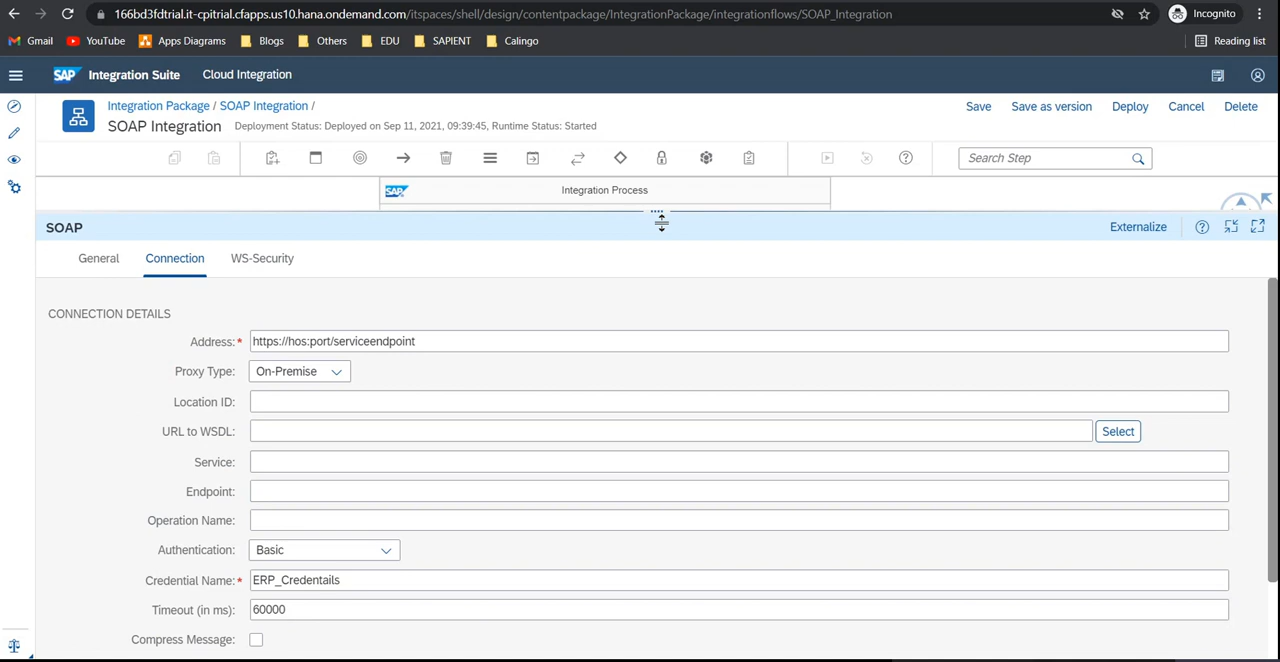 166bd3fdtrial.it-cpitrial.cfapps.us10.hana.ondemand.com/itspaces/shell/design/contentpackage/IntegrationPackage/integrationflows/SOAP_Integration Incognito
Gmail YouTube Apps Diagrams Blogs Others EDU SAPIENT Calingo Reading list
SAP Integration Suite Cloud Integration
Integration Package / SOAP Integration / Save Save as version Deploy Cancel Delete
SOAP Integration Deployment Status: Deployed on Sep 11, 2021, 09:39:45, Runtime Status: Started
Search Step
SAP Integration Process
SOAP Externalize
General Connection WS-Security
CONNECTION DETAILS
Address:* https://hos:port/serviceendpoint
Proxy Type: On-Premise
Location ID:
URL to WSDL: Select
Service:
Endpoint:
Operation Name:
Authentication: Basic
Credential Name:* ERP_Credentails
Timeout (in ms): 60000
Compress Message: